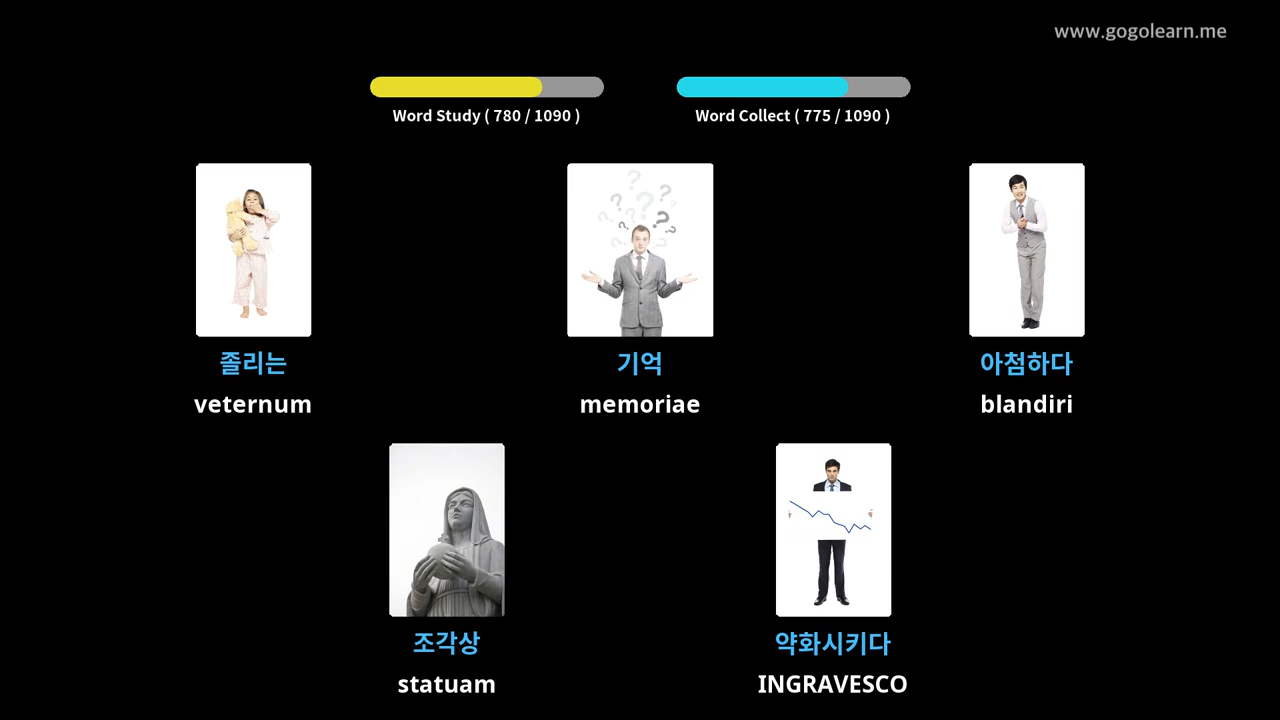 www.gogolearn.me
Word Study ( 780 / 1090 )
Word Collect ( 775 / 1090 )
졸리는
veternum
기억
memoriae
아첨하다
blandiri
조각상
statuam
약화시키다
INGRAVESCO